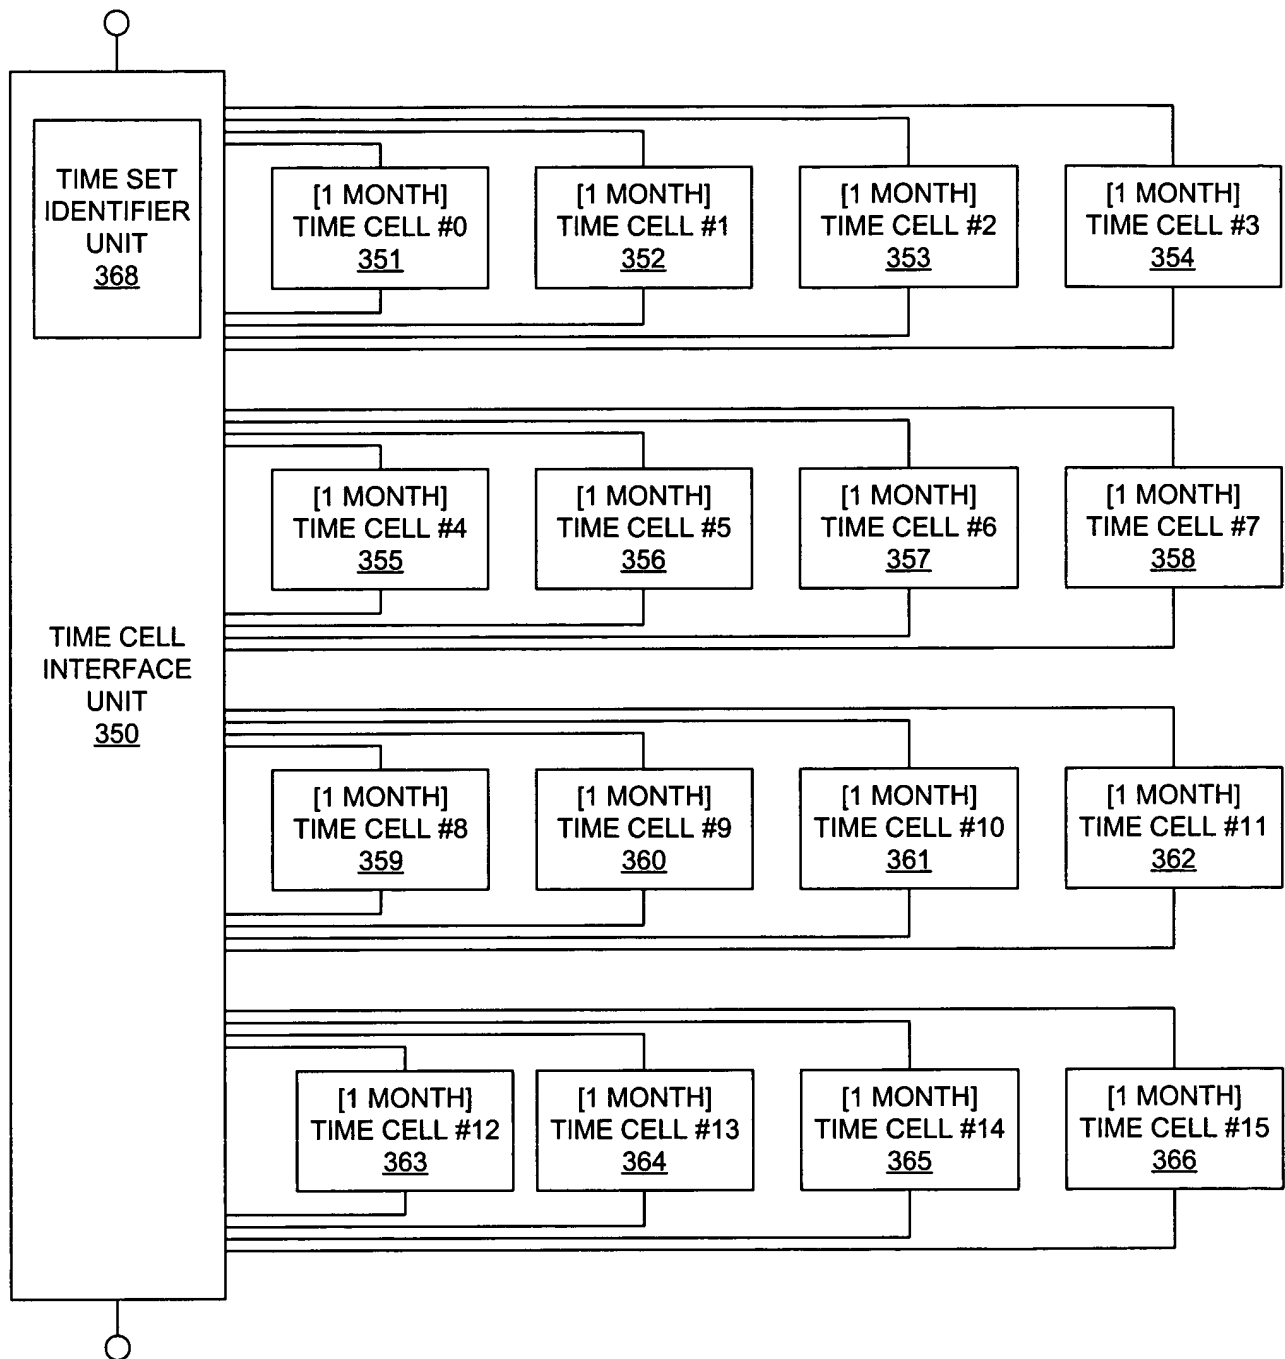 TIME SET
IDENTIFIER
UNIT
368
[1 MONTH]
TIME CELL #0
351
[1 MONTH]
TIME CELL #1
352
[1 MONTH]
TIME CELL #2
353
[1 MONTH]
TIME CELL #3
354
[1 MONTH]
TIME CELL #4
355
[1 MONTH]
TIME CELL #5
356
[1 MONTH]
TIME CELL #6
357
[1 MONTH]
TIME CELL #7
358
TIME CELL
INTERFACE
UNIT
350
[1 MONTH]
TIME CELL #8
359
[1 MONTH]
TIME CELL #9
360
[1 MONTH]
TIME CELL #10
361
[1 MONTH]
TIME CELL #11
362
[1 MONTH]
TIME CELL #12
363
[1 MONTH]
TIME CELL #13
364
[1 MONTH]
TIME CELL #14
365
[1 MONTH]
TIME CELL #15
366